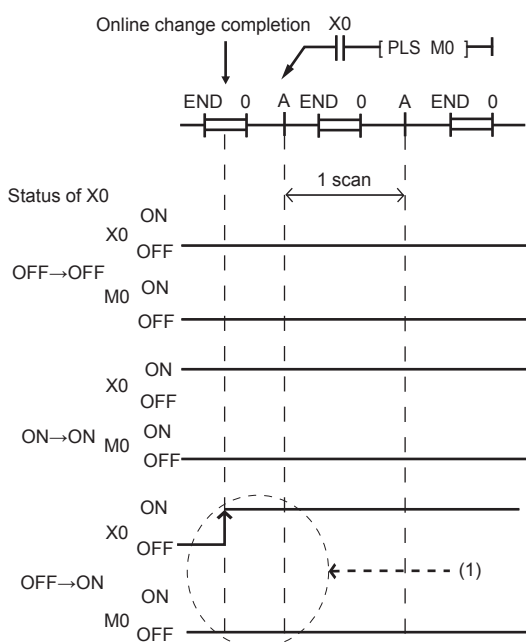 X0
Online change completion
[ PLS M0 ]
END 0 A END 0 A END 0
1 scan
Status of X0
ON
X0
OFF
OFF→OFF
ON
M0
OFF
ON
X0
OFF
ON→ON
ON
M0
OFF
ON
X0
OFF
(1)
OFF→ON
ON
M0
OFF